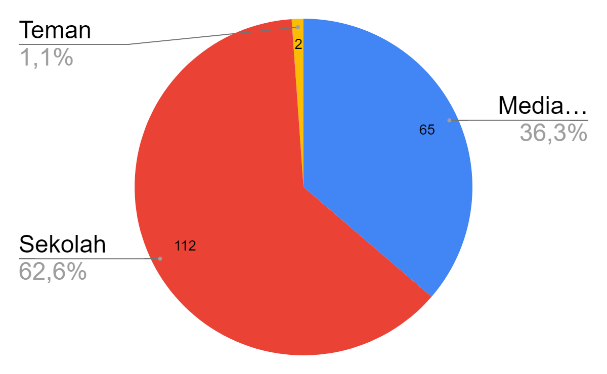 Teman
1,1%
2
Media…
36,3%
65
Sekolah
62,6%
112